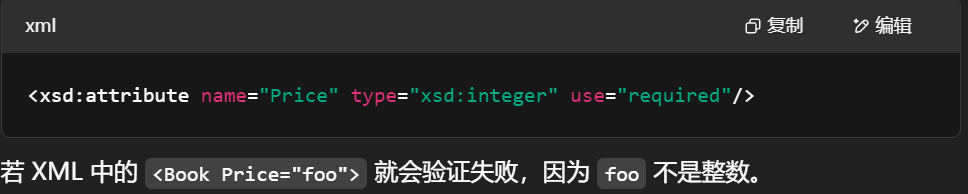 xml 复制 编辑
<xsd:attribute name="Price" type="xsd:integer" use="required"/>
若 XML 中的 <Book Price="foo"> 就会验证失败，因为 foo 不是整数。